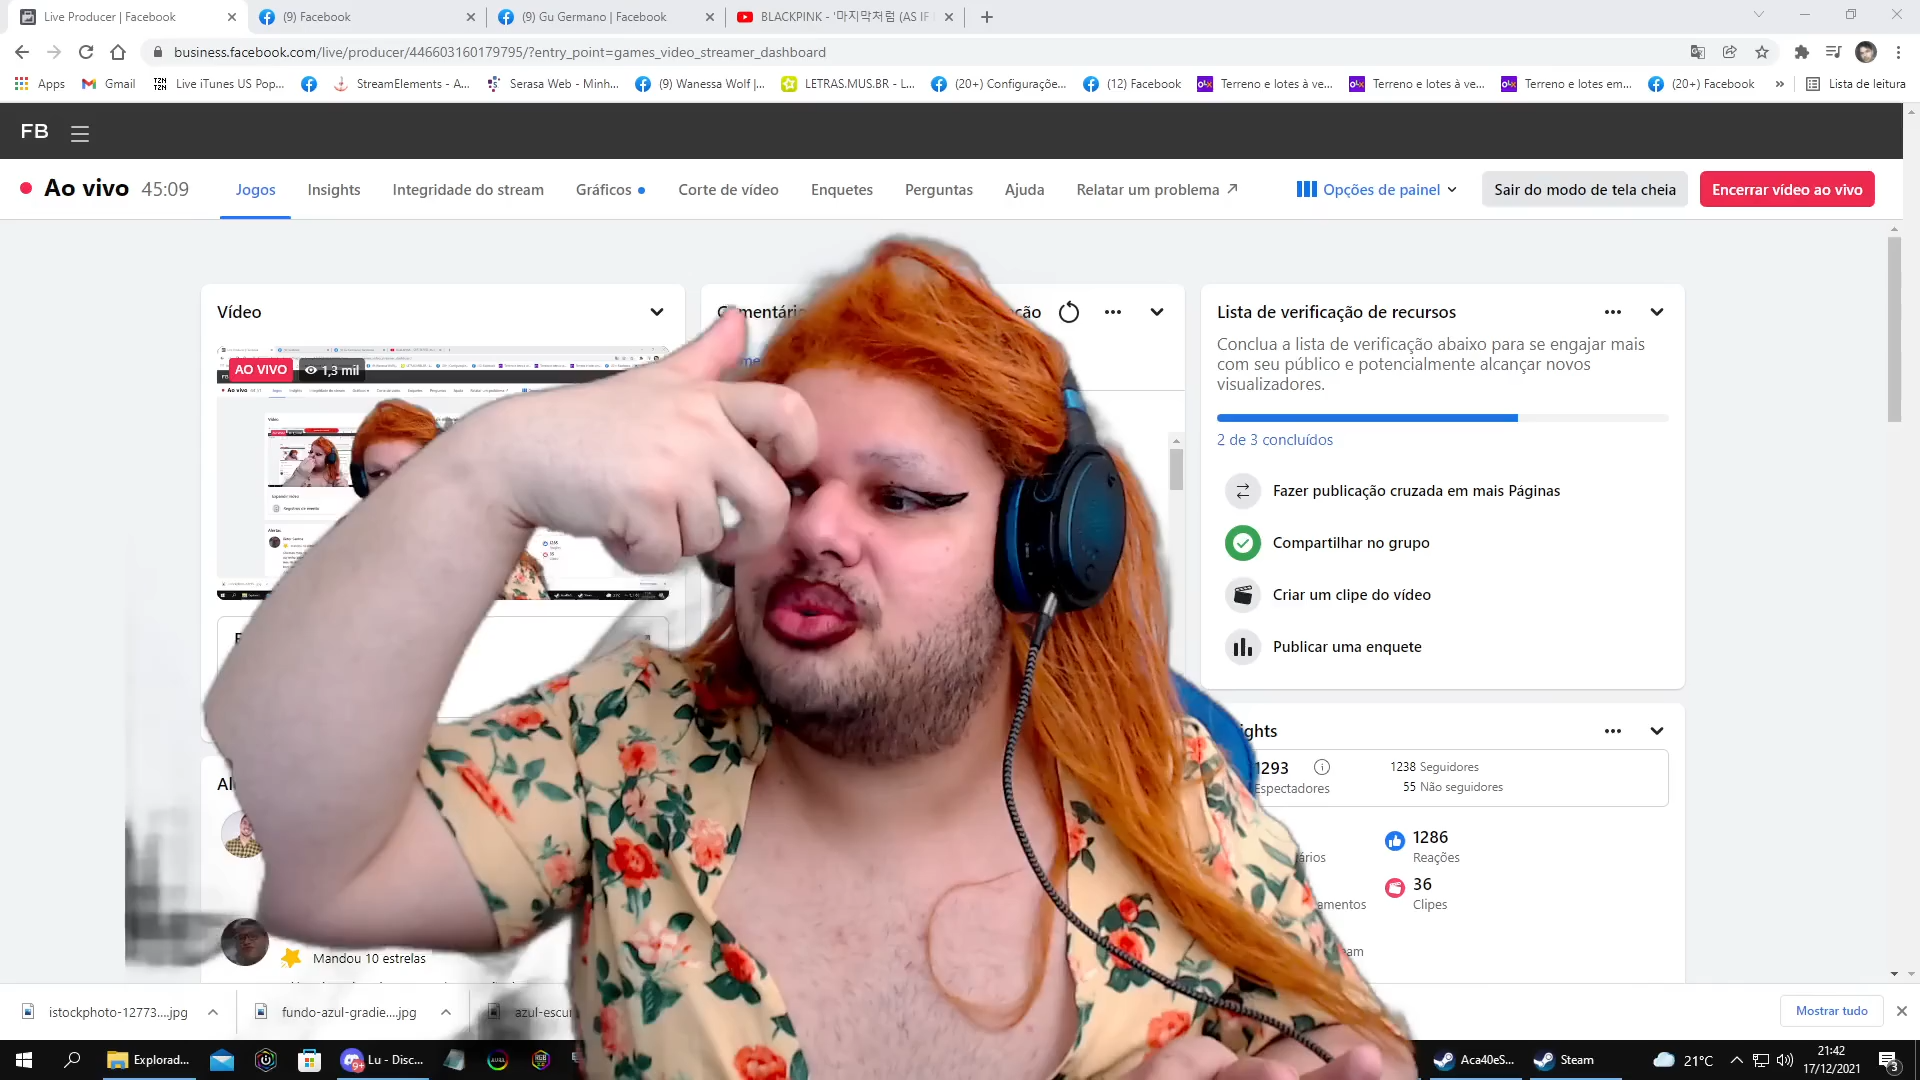 Live Producer | Facebook
(9) Facebook
(9) Gu Germano | Facebook
BLACKPINK - '마지막처럼 (AS IF
business.facebook.com/live/producer/446603160179795/?entry_point=games_video_streamer_dashboard
Apps
Gmail
Live iTunes US Pop...
StreamElements - A...
Serasa Web - Minh...
(9) Wanessa Wolf |...
LETRAS.MUS.BR - L...
(20+) Configuraçõe...
(12) Facebook
Terreno e lotes à ve...
Terreno e lotes à ve...
Terreno e lotes em...
(20+) Facebook
»
Lista de leitura
FB
Ao vivo 45:09
Jogos
Insights
Integridade do stream
Gráficos
Corte de vídeo
Enquetes
Perguntas
Ajuda
Relatar um problema
Opções de painel
Sair do modo de tela cheia
Encerrar vídeo ao vivo
Vídeo
AO VIVO
1,3 mil
Lista de verificação de recursos
Conclua a lista de verificação abaixo para se engajar mais
com seu público e potencialmente alcançar novos
visualizadores.
2 de 3 concluídos
Fazer publicação cruzada em mais Páginas
Compartilhar no grupo
Criar um clipe do vídeo
Publicar uma enquete
ights
1293
Espectadores
1238 Seguidores
55 Não seguidores
1286
Reações
ários
36
Clipes
amentos
Mandou 10 estrelas
istockphoto-12773....jpg
fundo-azul-gradie....jpg
azul-escu
Mostrar tudo
Explorad...
Lu - Disc...
Aca40eS...
Steam
21°C
21:42
17/12/2021
3